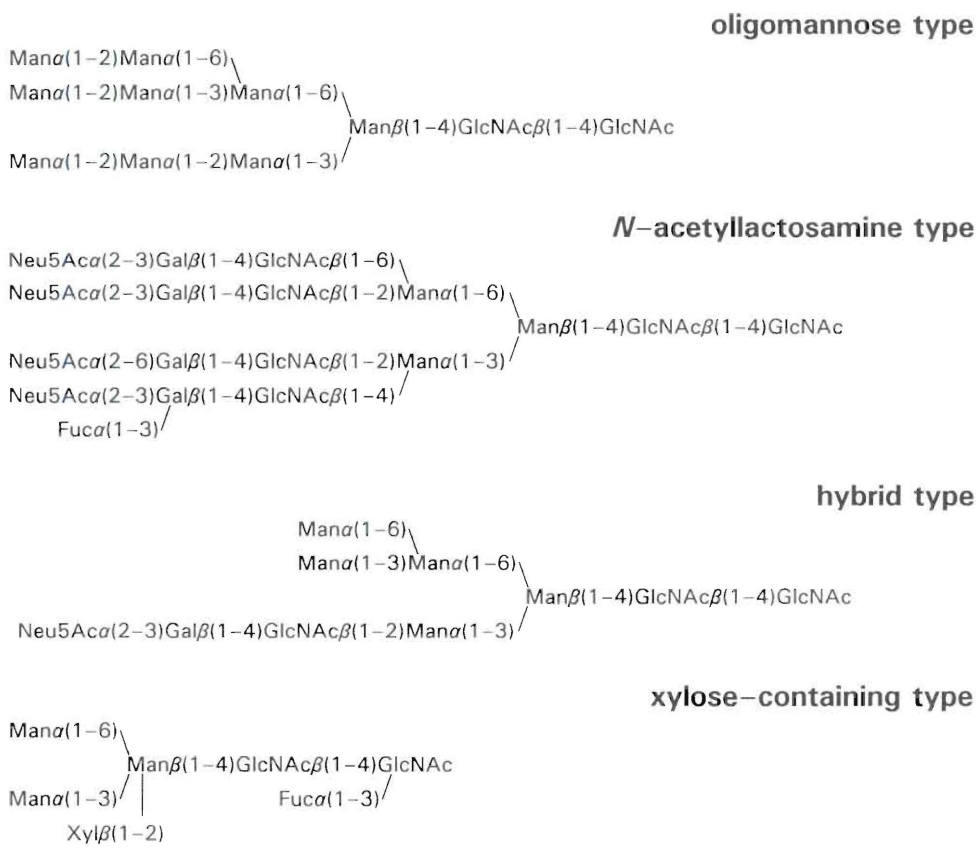 oligomannose type
Manα(1–2)Manα(1–6)
Manα(1–2)Manα(1–3)Manα(1–6)
Manβ(1–4)GlcNAcβ(1–4)GlcNAc
Manα(1–2)Manα(1–2)Manα(1–3)
N–acetyllactosamine type
Neu5Acα(2–3)Galβ(1–4)GlcNAcβ(1–6)
Neu5Acα(2–3)Galβ(1–4)GlcNAcβ(1–2)Manα(1–6)
Manβ(1–4)GlcNAcβ(1–4)GlcNAc
Neu5Acα(2–6)Galβ(1–4)GlcNAcβ(1–2)Manα(1–3)
Neu5Acα(2–3)Galβ(1–4)GlcNAcβ(1–4)
Fucα(1–3)
hybrid type
Manα(1–6)
Manα(1–3)Manα(1–6)
Manβ(1–4)GlcNAcβ(1–4)GlcNAc
Neu5Acα(2–3)Galβ(1–4)GlcNAcβ(1–2)Manα(1–3)
xylose–containing type
Manα(1–6)
Manβ(1–4)GlcNAcβ(1–4)GlcNAc
Manα(1–3) Fucα(1–3)
Xylβ(1–2)